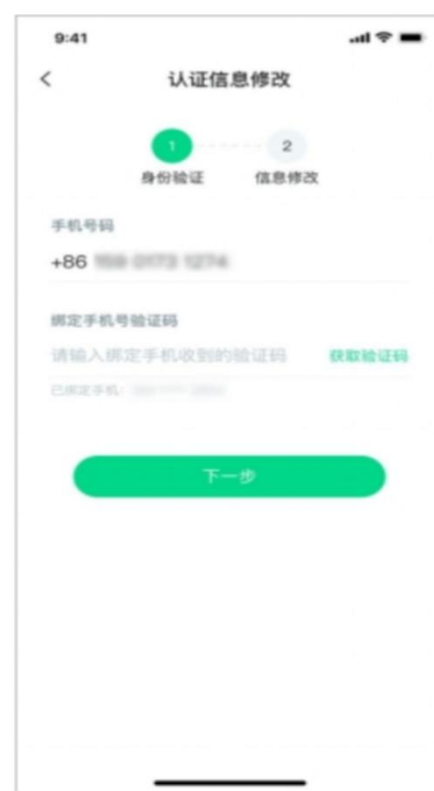 9:41
认证信息修改
1
2
身份验证
信息修改
手机号码
+86
绑定手机号验证码
请输入绑定手机收到的验证码
获取验证码
已绑定手机：
下一步